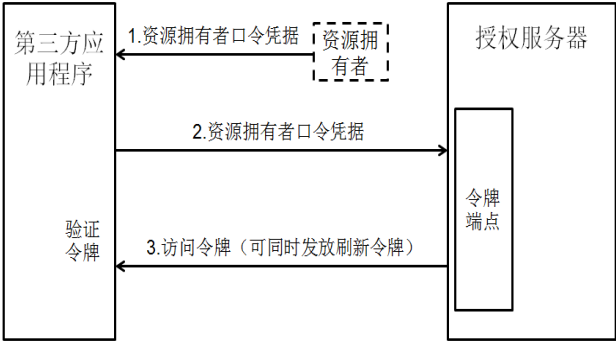 第三方应
用程序
1.资源拥有者口令凭据
资源拥
有者
授权服务器
2.资源拥有者口令凭据
令牌
端点
验证
令牌
3.访问令牌（可同时发放刷新令牌）